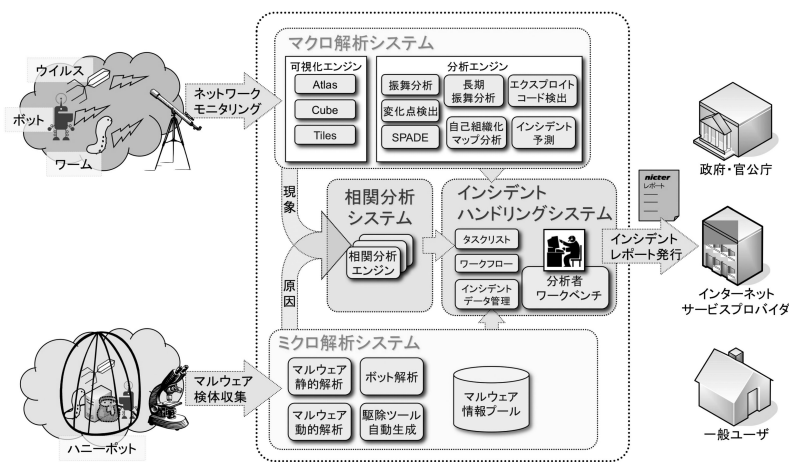 ウイルス
ボット
ワーム
ネットワーク
モニタリング
マクロ解析システム
可視化エンジン
Atlas
Cube
Tiles
分析エンジン
振舞分析
長期
振舞分析
エクスプロイト
コード検出
変化点検出
SPADE
自己組織化
マップ分析
インシデント
予測
現象
原因
相関分析
システム
相関分析
エンジン
インシデント
ハンドリングシステム
タスクリスト
ワークフロー
インシデント
データ管理
分析者
ワークベンチ
nicter
レポート
インシデント
レポート発行
政府・官公庁
インターネット
サービスプロバイダ
一般ユーザ
ハニーポット
マルウェア
検体収集
ミクロ解析システム
マルウェア
静的解析
ボット解析
マルウェア
動的解析
駆除ツール
自動生成
マルウェア
情報プール